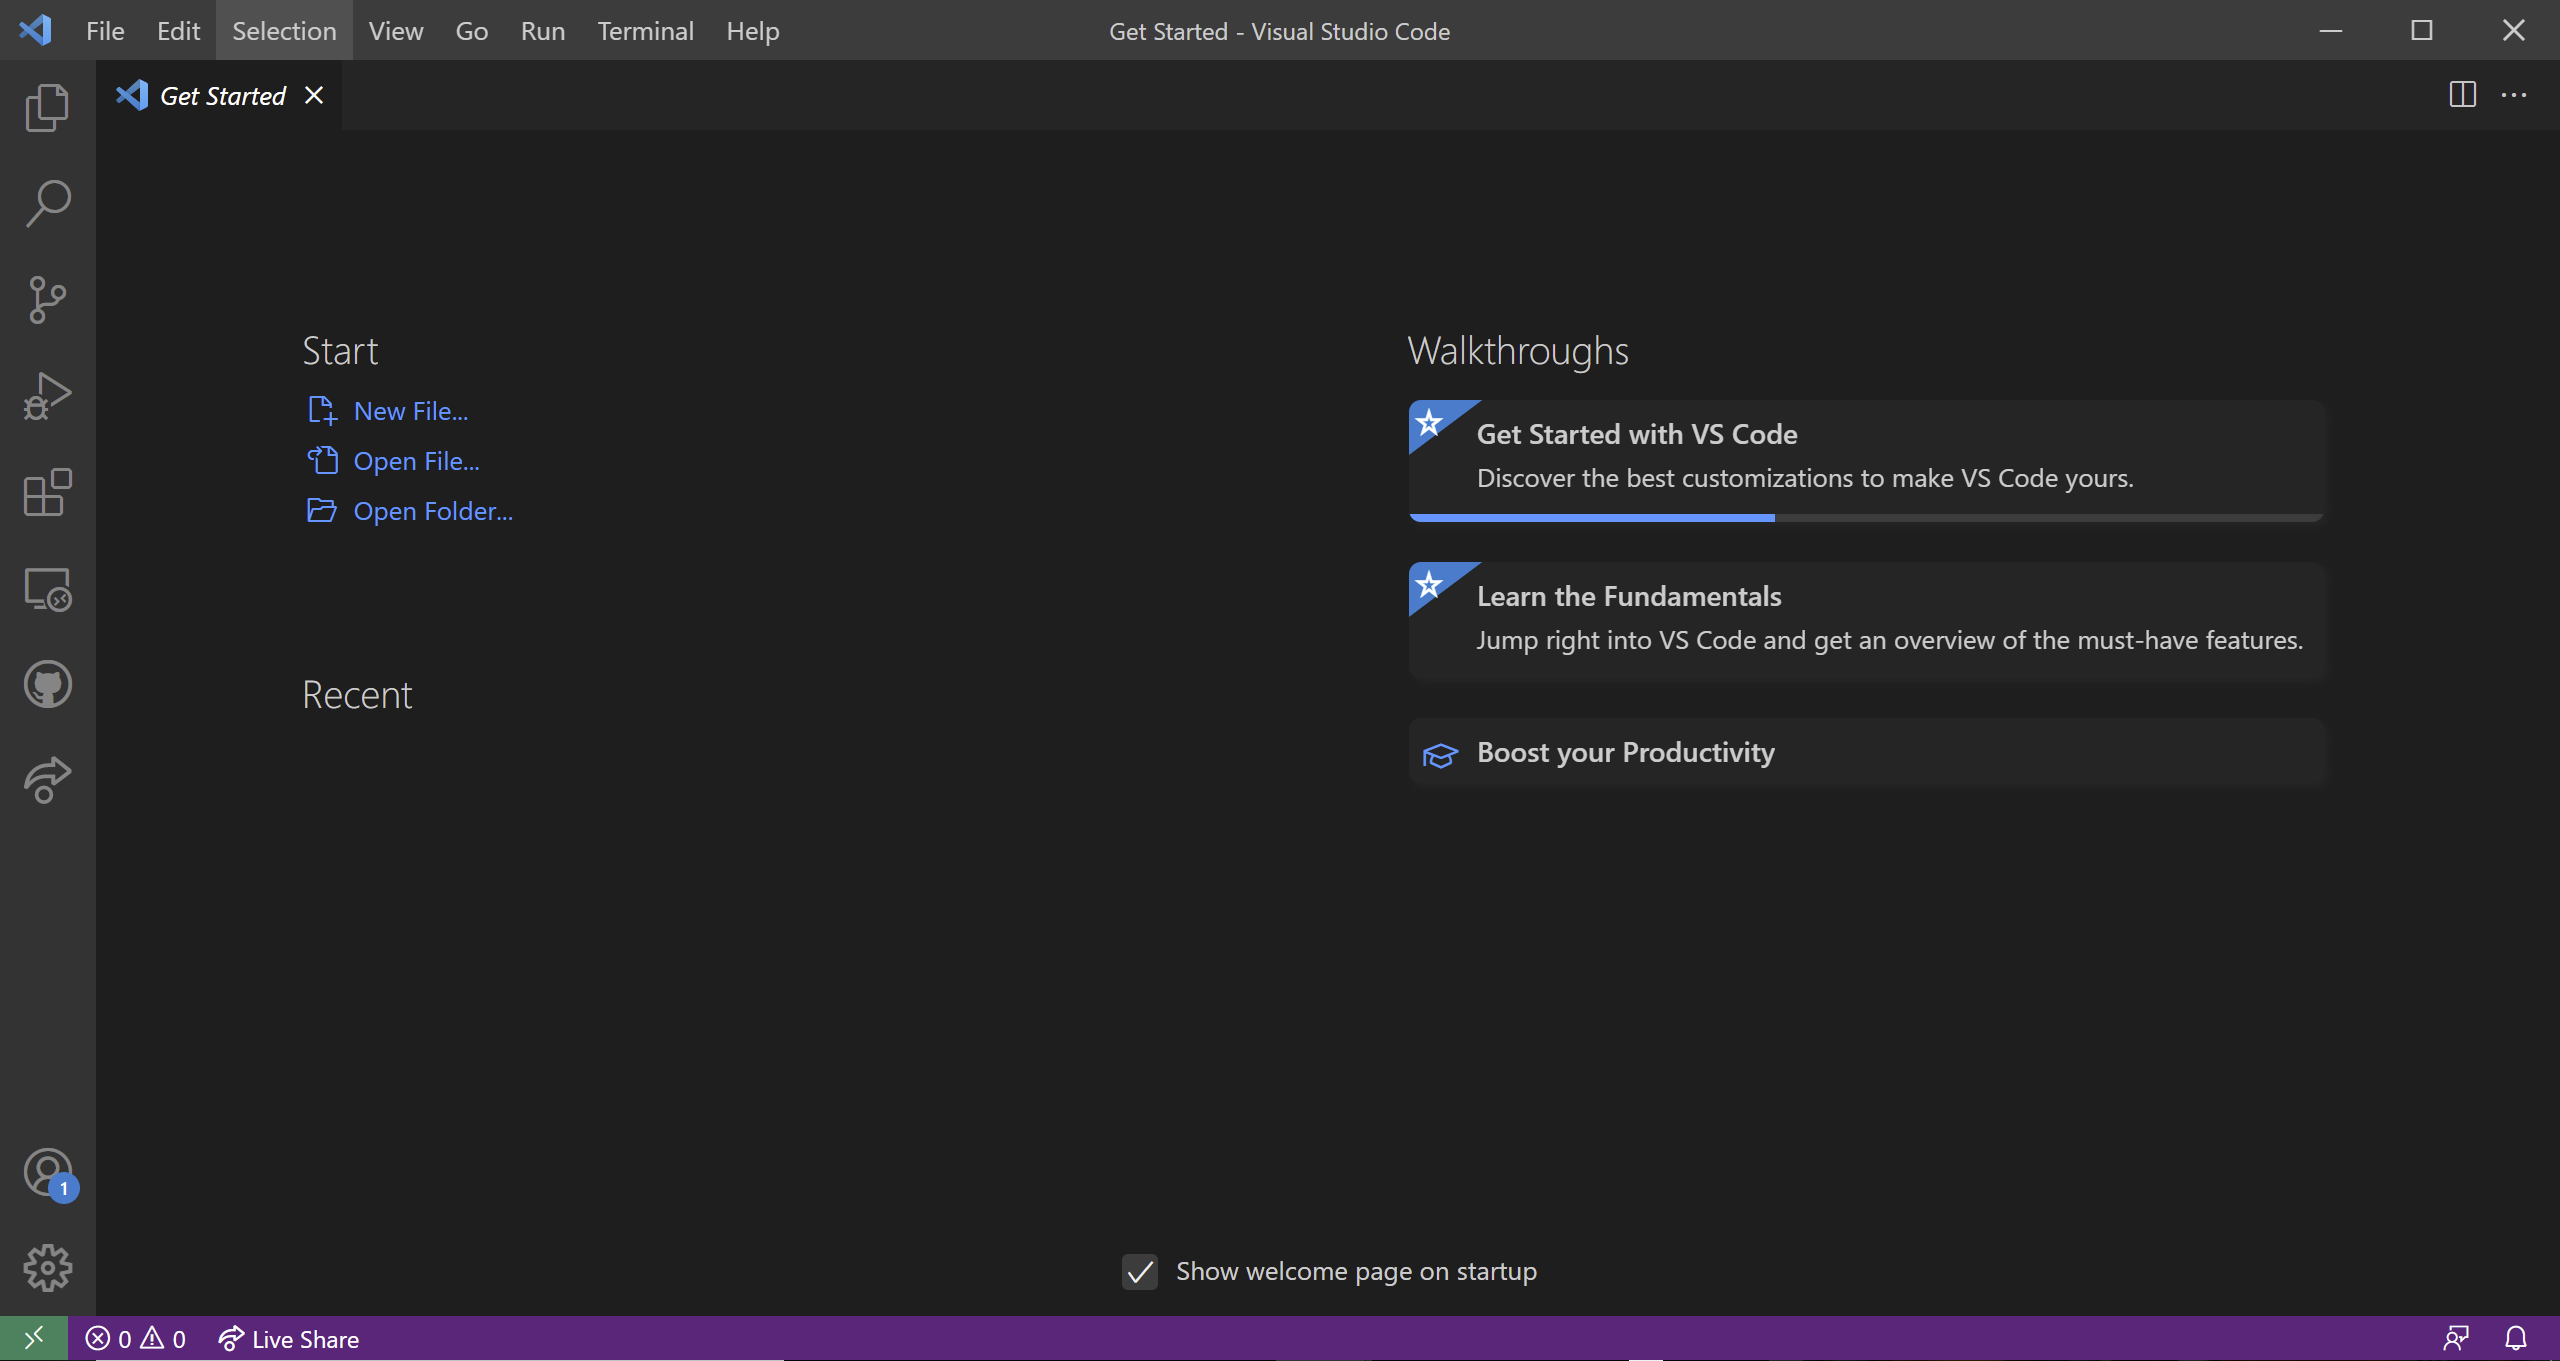 File Edit Selection View Go Run Terminal Help
Get Started - Visual Studio Code
Get Started
Start
New File...
Open File...
Open Folder...
Recent
Walkthroughs
Get Started with VS Code
Discover the best customizations to make VS Code yours.
Learn the Fundamentals
Jump right into VS Code and get an overview of the must-have features.
Boost your Productivity
1
Show welcome page on startup
0 0 Live Share